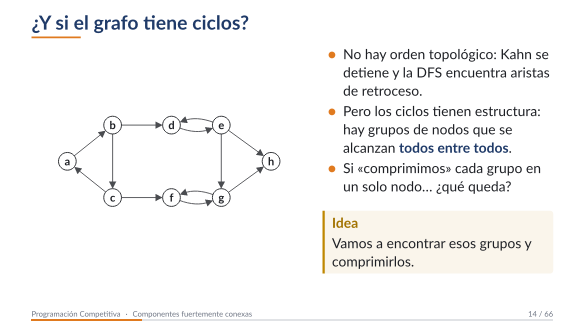 ¿Y si el grafo tiene ciclos?
b
d
e
a
h
c
f
g
No hay orden topológico: Kahn se
detiene y la DFS encuentra aristas
de retroceso.
Pero los ciclos tienen estructura:
hay grupos de nodos que se
alcanzan todos entre todos.
Si «comprimimos» cada grupo en
un solo nodo... ¿qué queda?
Idea
Vamos a encontrar esos grupos y
comprimirlos.
Programación Competitiva · Componentes fuertemente conexas
14 / 66